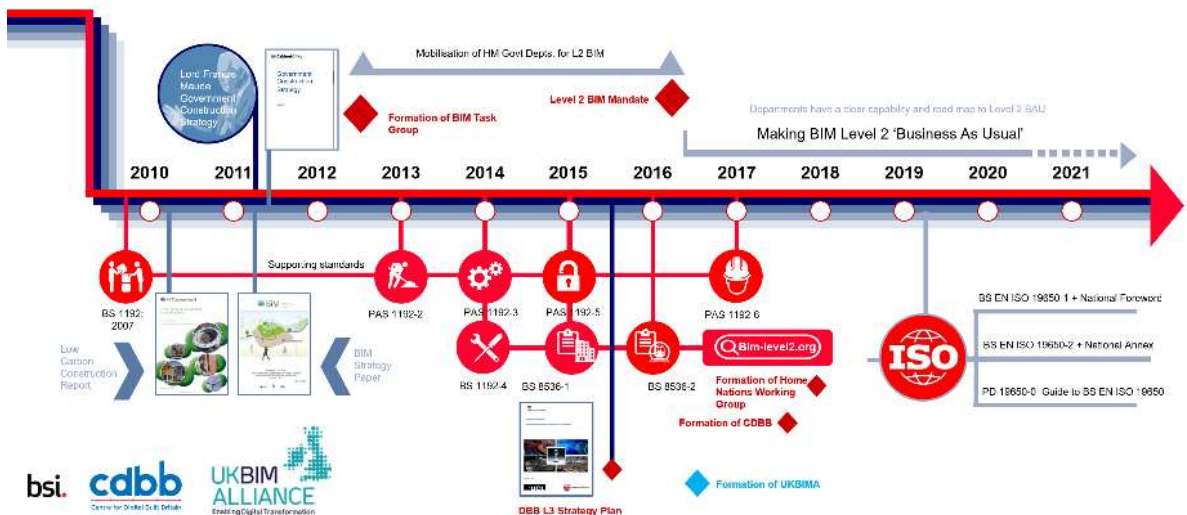 Mobilisation of HM Govt Depts. for L2 BIM
Lord Francis
Maude
Government
Construction
Strategy
Government
Construction
Strategy
Formation of BIM Task
Group
Level 2 BIM Mandate
Departments have a clear capability and road map to Level 2 BAU
Making BIM Level 2 ‘Business As Usual’
2010 2011 2012 2013 2014 2015 2016 2017 2018 2019 2020 2021
Supporting standards
BS 1192:
2007
PAS 1192-2
PAS 1192-3
PAS 1192-5
PAS 1192 6
Low
Carbon
Construction
Report
BIM
BIM
Strategy
Paper
BS 1192-4
BS 8536-1
BS 8536-2
Bim-level2.org
Formation of Home
Nations Working
Group
Formation of CDBB
Formation of UKBIMA
DBB L3 Strategy Plan
ISO
BS EN ISO 19650-1 + National Foreword
BS EN ISO 19650-2 + National Annex
PD 19650-0 Guide to BS EN ISO 19650
bsi.
cdbb
Centre for Digital Built Britain
UKBIM
ALLIANCE
Enabling Digital Transformation